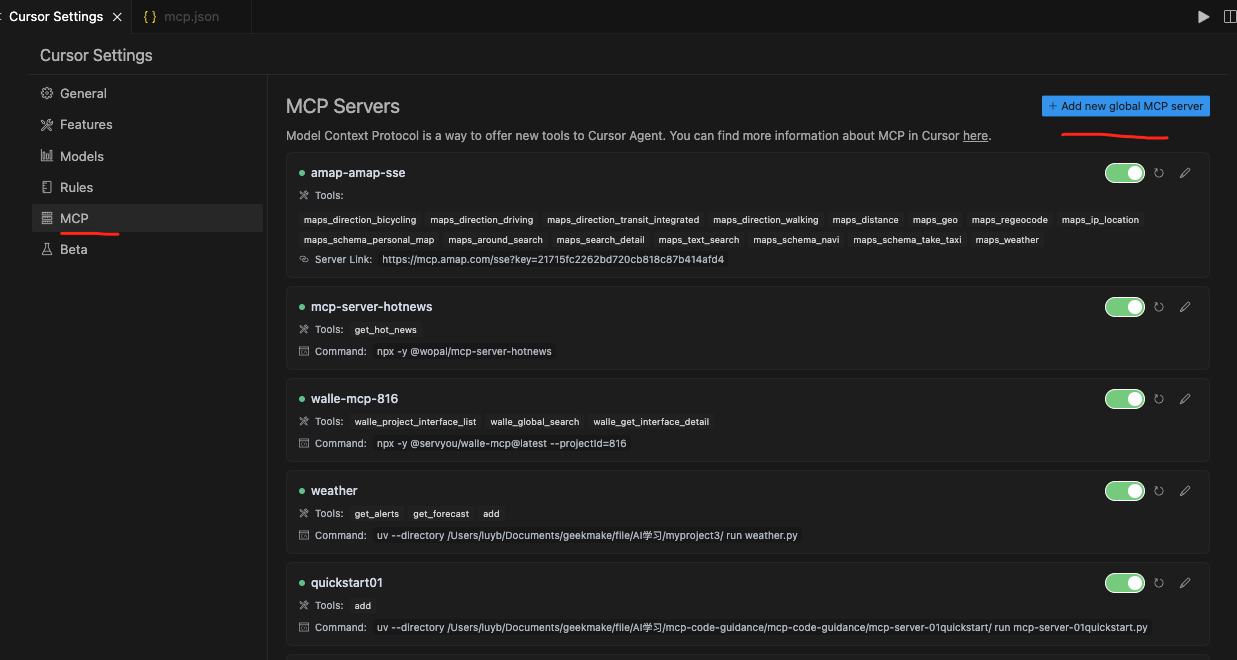 Cursor Settings
mcp.json
Cursor Settings
General
Features
Models
Rules
MCP
Beta
MCP Servers
+ Add new global MCP server
Model Context Protocol is a way to offer new tools to Cursor Agent. You can find more information about MCP in Cursor here.
amap-amap-sse
Tools:
maps_direction_bicycling maps_direction_driving maps_direction_transit_integrated maps_direction_walking maps_distance maps_geo maps_regeocode maps_ip_location
maps_schema_personal_map maps_around_search maps_search_detail maps_text_search maps_schema_navi maps_schema_take_taxi maps_weather
Server Link: https://mcp.amap.com/sse?key=21715fc2262bd720cb818c87b414afd4
mcp-server-hotnews
Tools: get_hot_news
Command: npx -y @wopal/mcp-server-hotnews
walle-mcp-816
Tools: walle_project_interface_list walle_global_search walle_get_interface_detail
Command: npx -y @servyou/walle-mcp@latest --projectId=816
weather
Tools: get_alerts get_forecast add
Command: uv --directory /Users/luyb/Documents/geekmake/file/AI学习/myproject3/ run weather.py
quickstart01
Tools: add
Command: uv --directory /Users/luyb/Documents/geekmake/file/AI学习/mcp-code-guidance/mcp-code-guidance/mcp-server-01quickstart/ run mcp-server-01quickstart.py